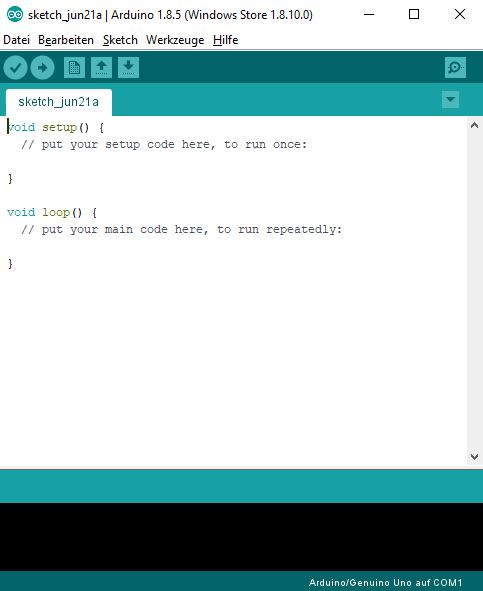 sketch_jun21a | Arduino 1.8.5 (Windows Store 1.8.10.0)
Datei Bearbeiten Sketch Werkzeuge Hilfe
sketch_jun21a
void setup() {
  // put your setup code here, to run once:
}
void loop() {
  // put your main code here, to run repeatedly:
}
Arduino/Genuino Uno auf COM1